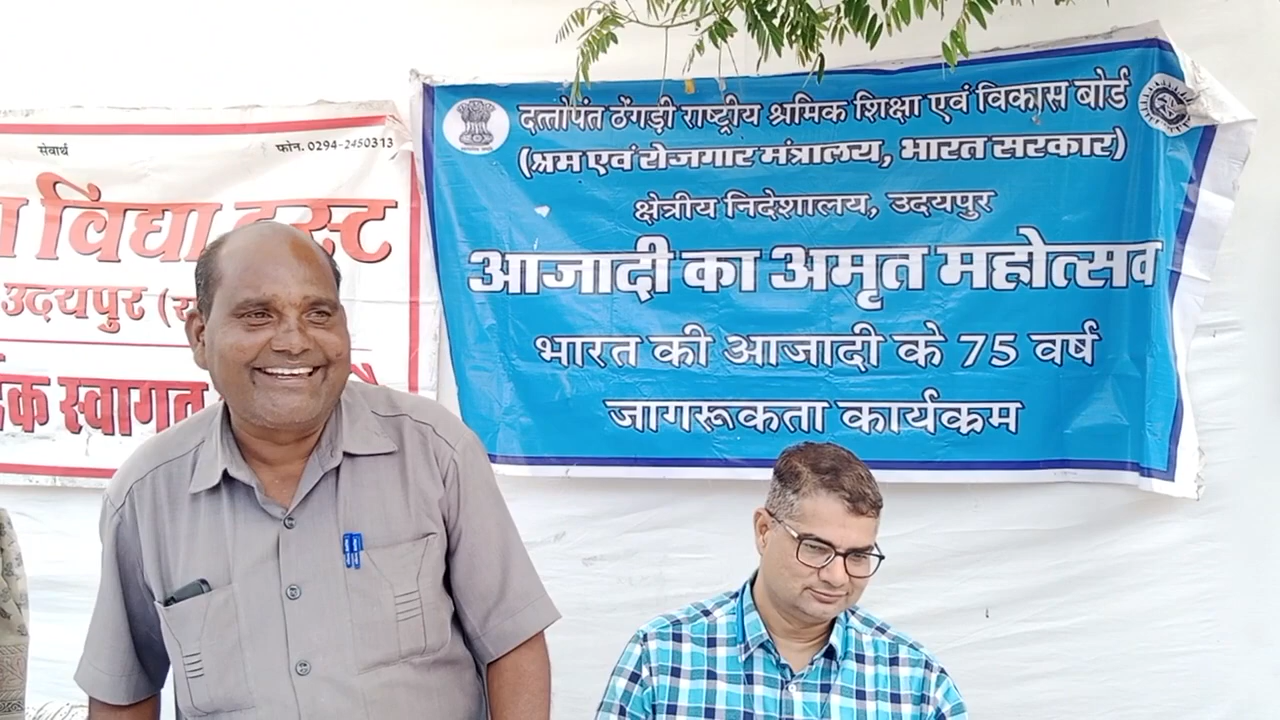 सेवार्थ
फोन. 0294-2450313
विद्या ट्रस्ट
उदयपुर
स्वागत
दत्तोपंत ठेंगड़ी राष्ट्रीय श्रमिक शिक्षा एवं विकास बोर्ड
(श्रम एवं रोजगार मंत्रालय, भारत सरकार)
क्षेत्रीय निदेशालय, उदयपुर
आजादी का अमृत महोत्सव
भारत की आजादी के 75 वर्ष
जागरूकता कार्यक्रम